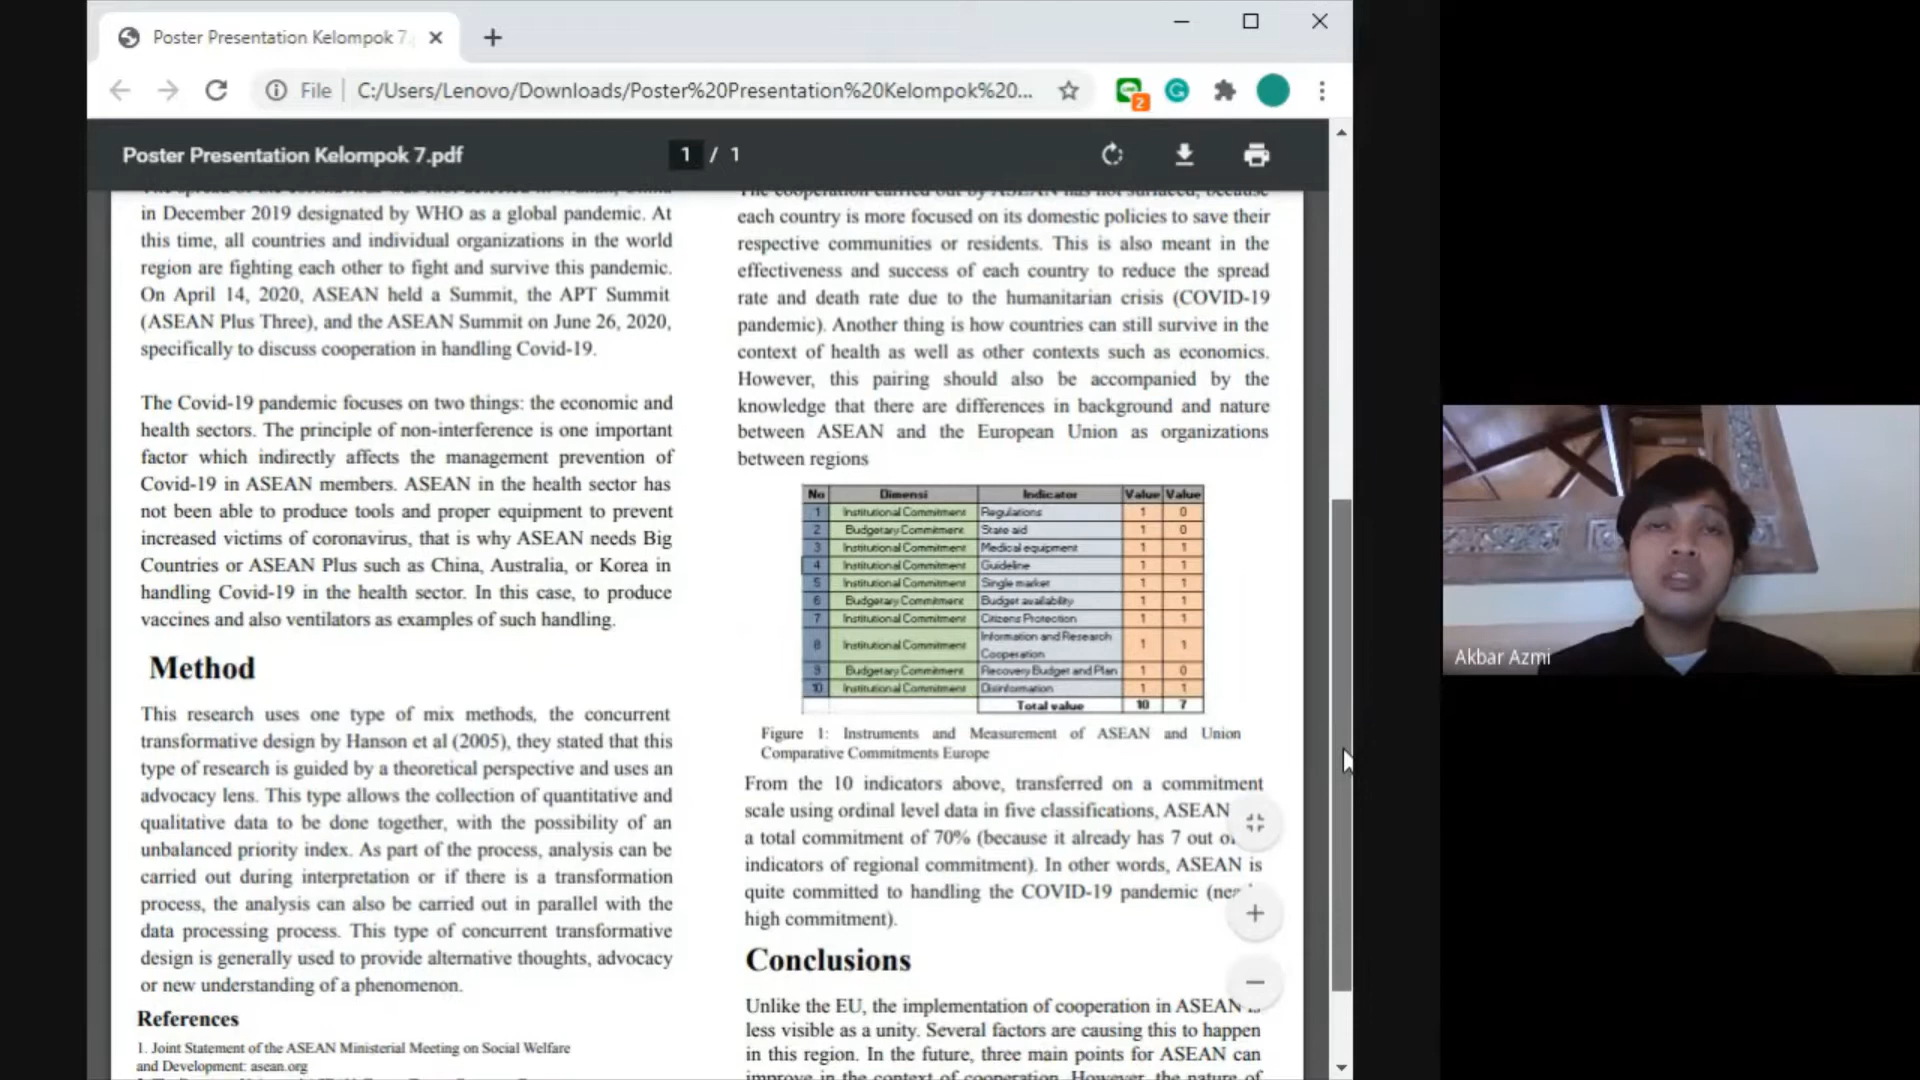 Poster Presentation Kelompok 7
File
C:/Users/Lenovo/Downloads/Poster%20Presentation%20Kelompok%20...
2
Poster Presentation Kelompok 7.pdf
1 / 1
in December 2019 designated by WHO as a global pandemic. At
this time, all countries and individual organizations in the world
region are fighting each other to fight and survive this pandemic.
On April 14, 2020, ASEAN held a Summit, the APT Summit
(ASEAN Plus Three), and the ASEAN Summit on June 26, 2020,
specifically to discuss cooperation in handling Covid-19.
The Covid-19 pandemic focuses on two things: the economic and
health sectors. The principle of non-interference is one important
factor which indirectly affects the management prevention of
Covid-19 in ASEAN members. ASEAN in the health sector has
not been able to produce tools and proper equipment to prevent
increased victims of coronavirus, that is why ASEAN needs Big
Countries or ASEAN Plus such as China, Australia, or Korea in
handling Covid-19 in the health sector. In this case, to produce
vaccines and also ventilators as examples of such handling.
Method
This research uses one type of mix methods, the concurrent
transformative design by Hanson et al (2005), they stated that this
type of research is guided by a theoretical perspective and uses an
advocacy lens. This type allows the collection of quantitative and
qualitative data to be done together, with the possibility of an
unbalanced priority index. As part of the process, analysis can be
carried out during interpretation or if there is a transformation
process, the analysis can also be carried out in parallel with the
data processing process. This type of concurrent transformative
design is generally used to provide alternative thoughts, advocacy
or new understanding of a phenomenon.
References
1. Joint Statement of the ASEAN Ministerial Meeting on Social Welfare
and Development: asean.org
The cooperation carried out by ASEAN has not surfaced, because
each country is more focused on its domestic policies to save their
respective communities or residents. This is also meant in the
effectiveness and success of each country to reduce the spread
rate and death rate due to the humanitarian crisis (COVID-19
pandemic). Another thing is how countries can still survive in the
context of health as well as other contexts such as economics.
However, this pairing should also be accompanied by the
knowledge that there are differences in background and nature
between ASEAN and the European Union as organizations
between regions
No Dimensi Indicator Value Value
1 Institutional Commitment Regulations 1 0
2 Budgetary Commitment State aid 1 0
3 Institutional Commitment Medical equipment 1 1
4 Institutional Commitment Guideline 1 1
5 Institutional Commitment Single market 1 1
6 Budgetary Commitment Budget availability 1 1
7 Institutional Commitment Citizens Protection 1 1
8 Institutional Commitment Information and Research Cooperation 1 1
9 Budgetary Commitment Recovery Budget and Plan 1 0
10 Institutional Commitment Disinformation 1 1
Total value 10 7
Figure 1: Instruments and Measurement of ASEAN and Union
Comparative Commitments Europe
From the 10 indicators above, transferred on a commitment
scale using ordinal level data in five classifications, ASEAN
a total commitment of 70% (because it already has 7 out
indicators of regional commitment). In other words, ASEAN is
quite committed to handling the COVID-19 pandemic
high commitment).
Conclusions
Unlike the EU, the implementation of cooperation in ASEAN
less visible as a unity. Several factors are causing this to happen
in this region. In the future, three main points for ASEAN can
improve in the context of cooperation. However, the nature of
Akbar Azmi